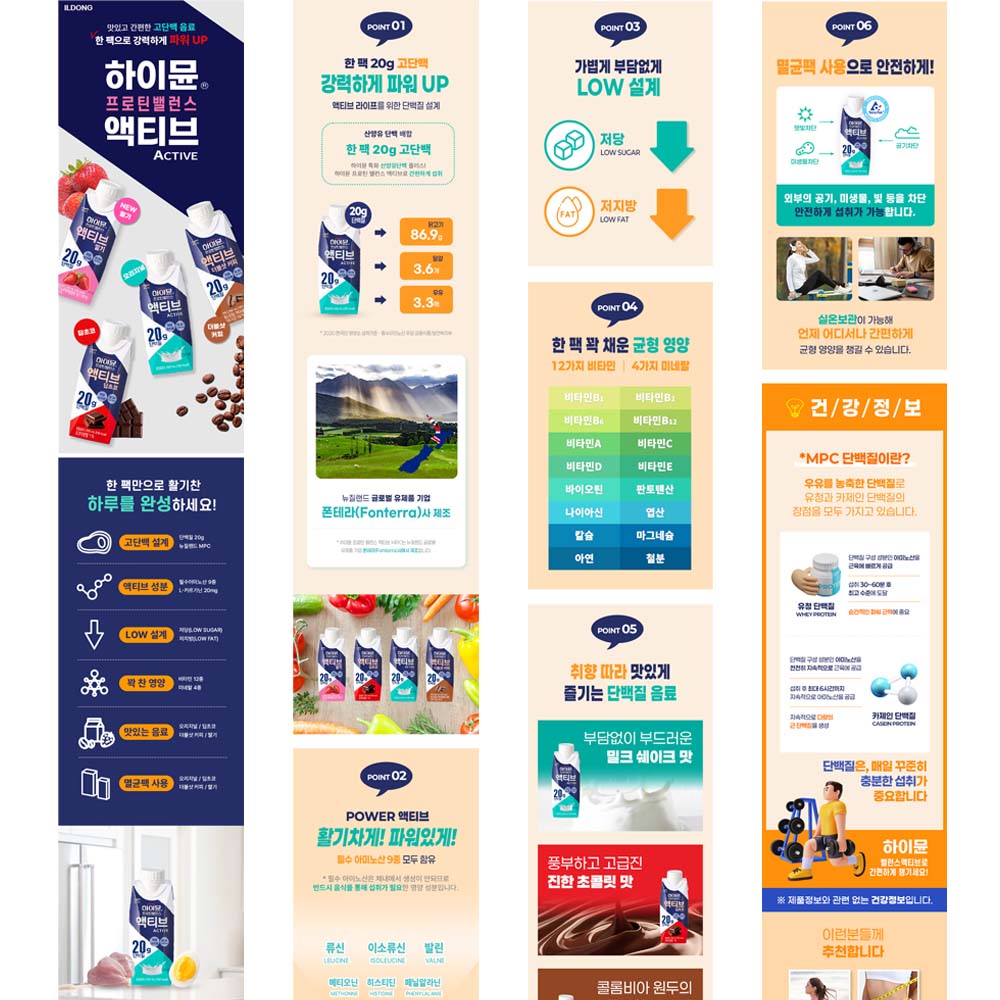 ILDONG
맛있고 간편한 고단백 음료
한 팩으로 강력하게 파워 UP
하이뮨®
프로틴밸런스
액티브
ACTIVE
NEW
딸기
오리지널
더블샷
커피
딥초코
한 팩만으로 활기찬
하루를 완성하세요!
고단백 설계
단백질 20g
뉴질랜드 MPC
액티브 성분
필수아미노산 9종
L-카르기닌 20mg
LOW 설계
저당(LOW SUGAR)
저지방(LOW FAT)
꽉 찬 영양
비타민 12종
미네랄 4종
맛있는 음료
오리지널 / 딥초코
더블샷 커피 / 딸기
멸균팩 사용
오리지널 / 딥초코
더블샷 커피 / 딸기
POINT 01
한 팩 20g 고단백
강력하게 파워 UP
액티브 라이프를 위한 단백질 설계
산양유 단백 배합
한 팩 20g 고단백
하이뮨 특화 산양유단백 플러스!
하이뮨 프로틴 밸런스 액티브로 간편하게 섭취
20g
단백질
닭고기
86.9g
달걀
3.6개
우유
3.3개
뉴질랜드 글로벌 유제품 기업
폰테라(Fonterra)사 제조
POINT 02
POWER 액티브
활기차게! 파워있게!
필수 아미노산 9종 모두 함유
* 필수 아미노산은 체내에서 생성이 안되므로
반드시 음식을 통해 섭취가 필요한 영양 성분입니다.
류신 이소류신 발린
LEUCINE ISOLEUCINE VALNE
메티오닌 히스티딘 페닐알라닌
METHIONINE HISTIDINE PHENYLALANINE
POINT 03
가볍게 부담없게
LOW 설계
저당
LOW SUGAR
FAT
저지방
LOW FAT
POINT 04
한 팩 꽉 채운 균형 영양
12가지 비타민 | 4가지 미네랄
비타민B1 비타민B2
비타민B6 비타민B12
비타민A 비타민C
비타민D 비타민E
바이오틴 판토텐산
나이아신 엽산
칼슘 마그네슘
아연 철분
POINT 05
취향 따라 맛있게
즐기는 단백질 음료
부담없이 부드러운
밀크 쉐이크 맛
풍부하고 고급진
진한 초콜릿 맛
콜롬비아 원두의
POINT 06
멸균팩 사용으로 안전하게!
햇빛차단
미생물차단
공기차단
외부의 공기, 미생물, 빛 등을 차단
안전하게 섭취가 가능합니다.
실온보관이 가능해
언제 어디서나 간편하게
균형 영양을 챙길 수 있습니다.
건/강/정/보
*MPC 단백질이란?
우유를 농축한 단백질로
유청과 카제인 단백질의
장점을 모두 가지고 있습니다.
유청 단백질
WHEY PROTEIN
단백질 구성 성분인 아미노산을
근육에 빠르게 공급
섭취 30~60분 후
최고 수준에 도달
순간적인 파워 근력에 중요
단백질 구성 성분인 아미노산을
천천히 지속적으로 근육에 공급
섭취 후 최대 6시간까지
지속적으로 아미노산을 공급
지속적으로 다량의
근 단백질을 생성
카제인 단백질
CASEIN PROTEIN
단백질은, 매일 꾸준히
충분한 섭취가
중요합니다
하이뮨
밸런스액티브로
간편하게 챙기세요!
※ 제품정보와 관련 없는 건강정보입니다.
이런분들께
추천합니다